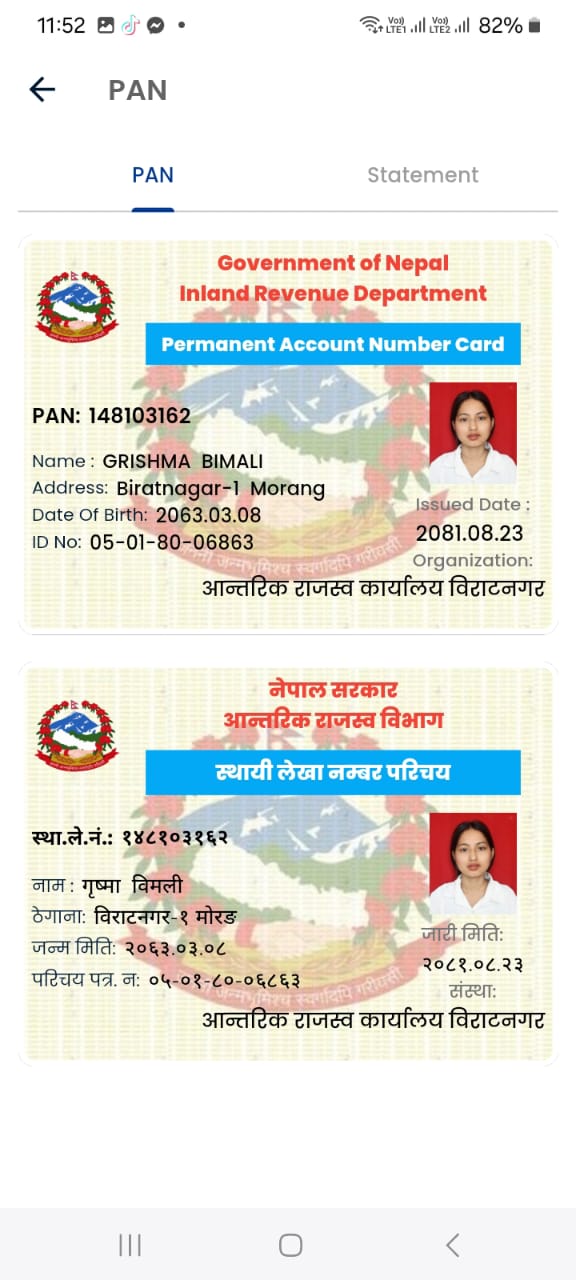 11:52
Vo)) LTE1 Vo)) LTE2 82%
PAN
PAN Statement
Government of Nepal
Inland Revenue Department
Permanent Account Number Card
PAN: 148103162
Name : GRISHMA BIMALI
Address: Biratnagar-1 Morang
Date Of Birth: 2063.03.08
ID No: 05-01-80-06863
Issued Date :
2081.08.23
Organization:
आन्तरिक राजस्व कार्यालय विराटनगर
नेपाल सरकार
आन्तरिक राजस्व विभाग
स्थायी लेखा नम्बर परिचय
स्था.ले.नं.: १४८१०३१६२
नाम : गृष्मा विमली
ठेगाना: विराटनगर-१ मोरङ
जन्म मिति: २०६३.०३.०८
परिचय पत्र. न: ०५-०१-८०-०६८६३
जारी मिति:
२०८१.०८.२३
संस्था:
आन्तरिक राजस्व कार्यालय विराटनगर